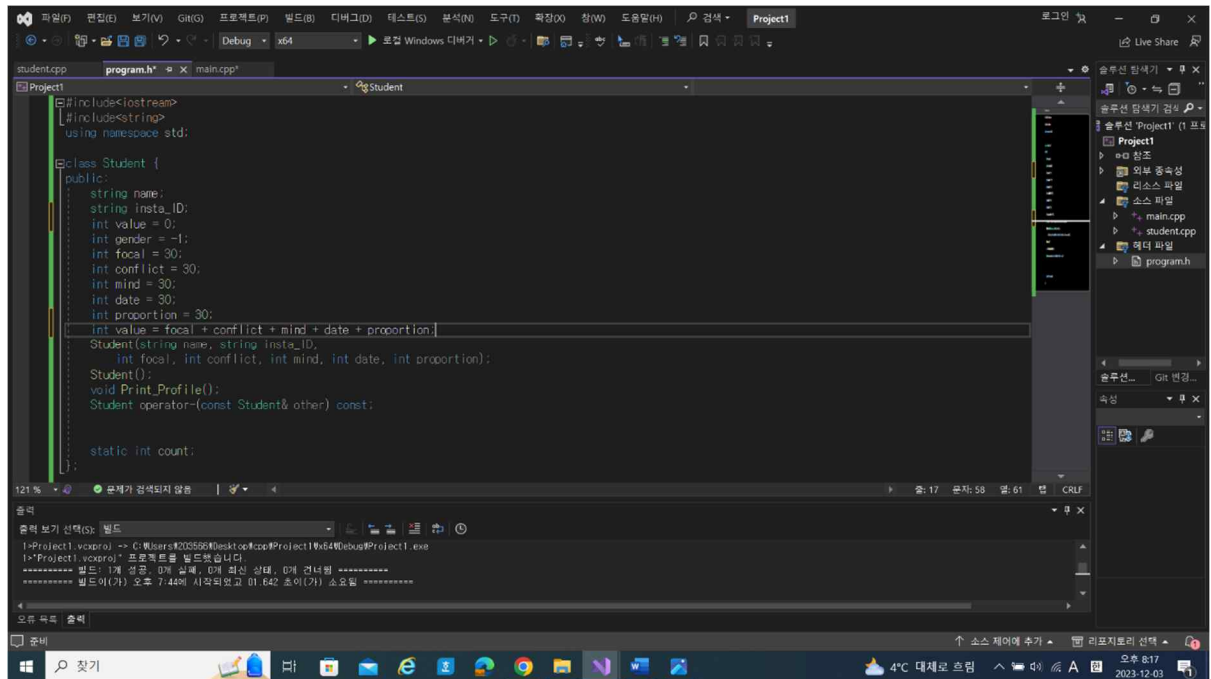 파일(F) 편집(E) 보기(V) Git(G) 프로젝트(P) 빌드(B) 디버그(D) 테스트(S) 분석(N) 도구(T) 확장(X) 창(W) 도움말(H) 검색 Project1 로그인
Debug x64 로컬 Windows 디버거 Live Share
student.cpp program.h* main.cpp*
Project1 Student
#include<iostream>
#include<string>
using namespace std;
class Student {
public:
string name;
string insta_ID;
int value = 0;
int gender = -1;
int focal = 30;
int conflict = 30;
int mind = 30;
int date = 30;
int proportion = 30;
int value = focal + conflict + mind + date + proportion;
Student(string name, string insta_ID,
int focal, int conflict, int mind, int date, int proportion);
Student();
void Print_Profile();
Student operator-(const Student& other) const;
static int count;
};
121 % 문제가 검색되지 않음 줄: 17 문자: 58 열: 61 탭 CRLF
솔루션 탐색기
솔루션 탐색기 검색
솔루션 'Project1' (1 프로
Project1
참조
외부 종속성
리소스 파일
소스 파일
main.cpp
student.cpp
헤더 파일
program.h
솔루션... Git 변경...
속성
출력
출력 보기 선택(S): 빌드
1>Project1.vcxproj -> C:₩Users₩203566₩Desktop₩cpp₩Project1₩x64₩Debug₩Project1.exe
1>"Project1.vcxproj" 프로젝트를 빌드했습니다.
========== 빌드: 1개 성공, 0개 실패, 0개 최신 상태, 0개 건너뜀 ==========
========== 빌드이(가) 오후 7:44에 시작되었고 01.642 초이(가) 소요됨 ==========
오류 목록 출력
준비 소스 제어에 추가 리포지토리 선택
찾기 4°C 대체로 흐림 A 한 오후 8:17
2023-12-03